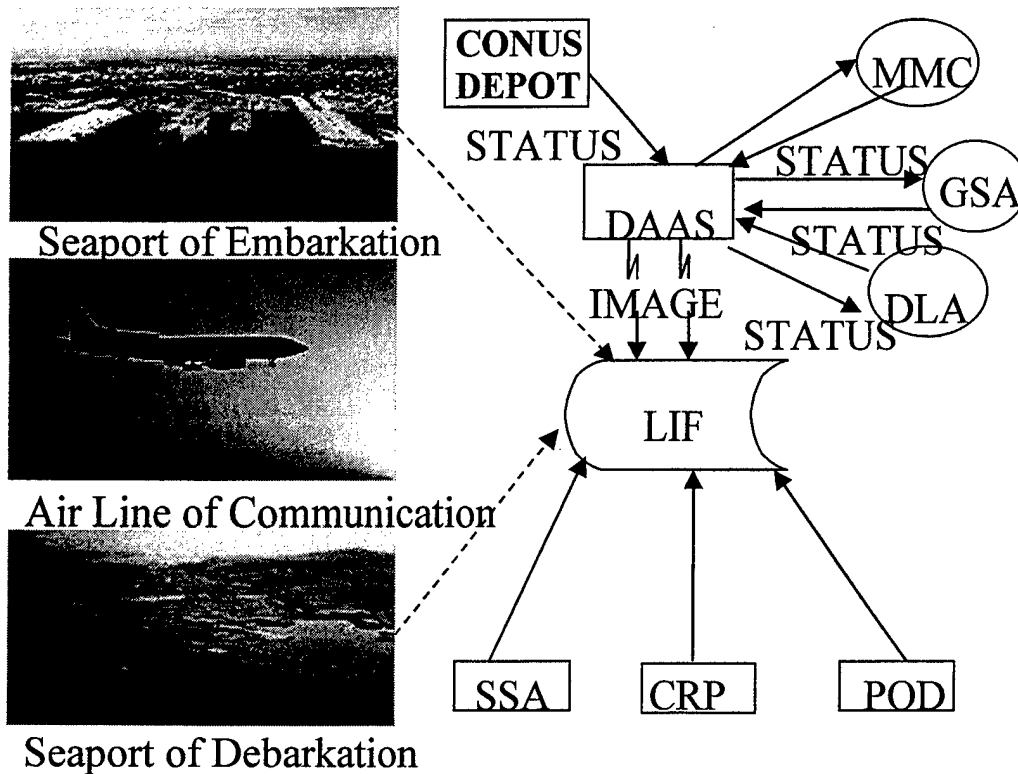 Seaport of Embarkation
Air Line of Communication
Seaport of Debarkation
CONUS
DEPOT
STATUS
MMC
STATUS
GSA
DAAS
STATUS
DLA
IMAGE
STATUS
LIF
SSA
CRP
POD